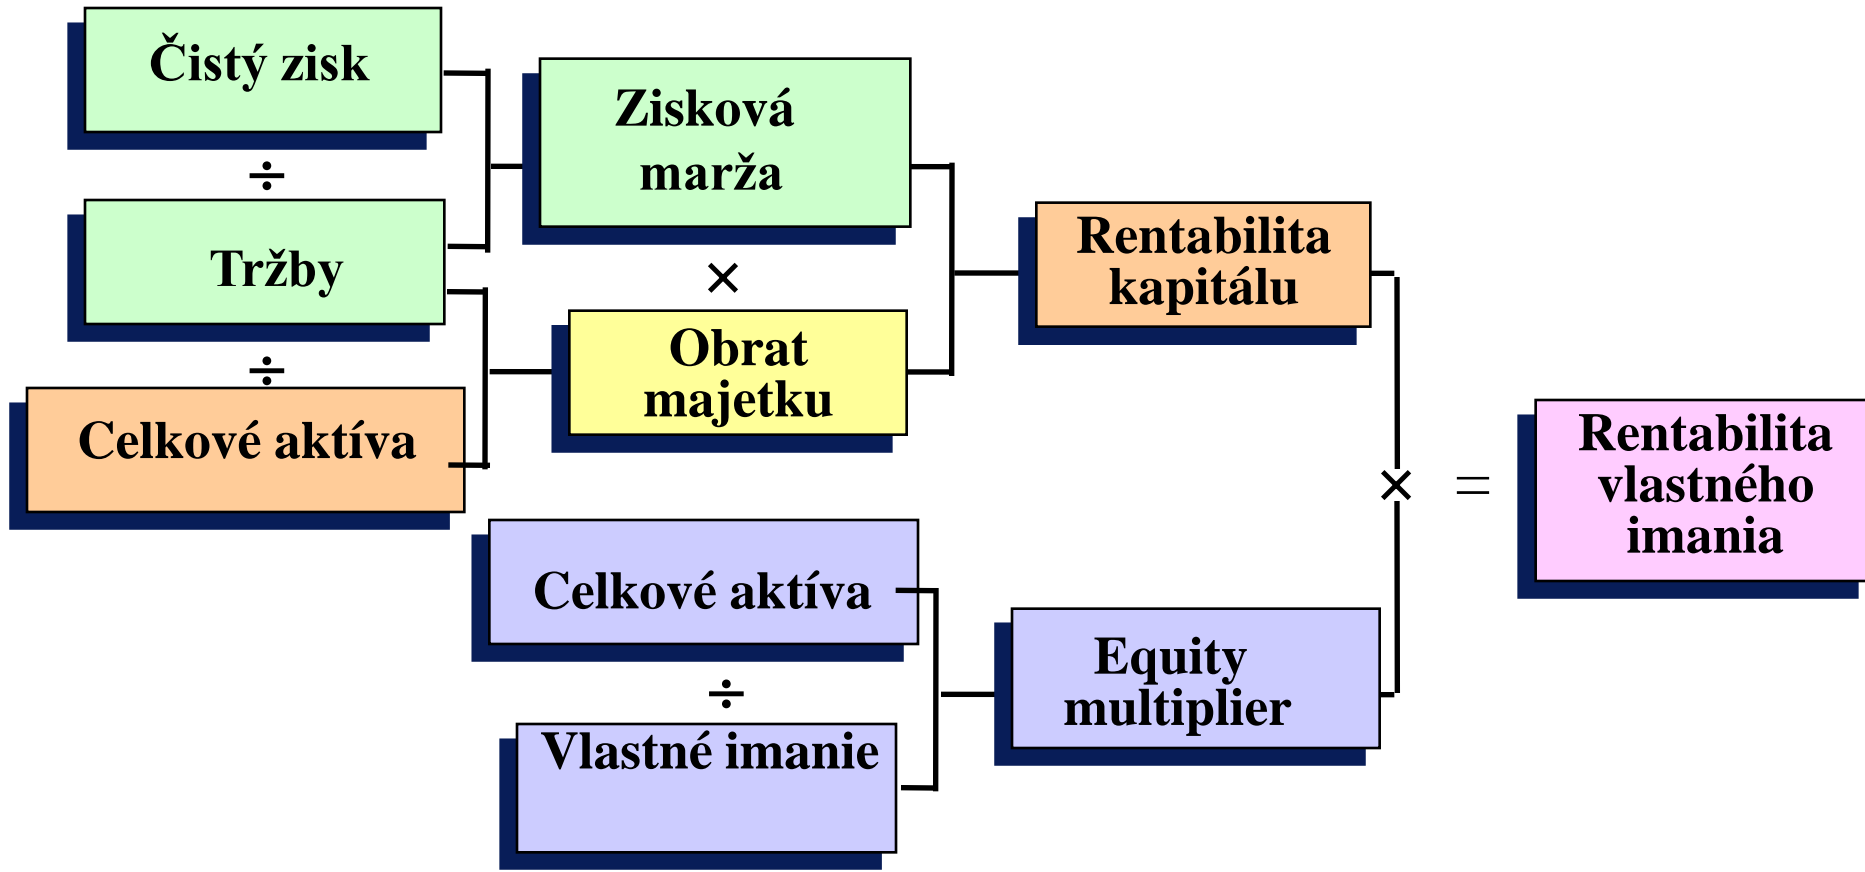 Čistý zisk
÷
Tržby
÷
Celkové aktíva
Zisková
marža
×
Obrat
majetku
Rentabilita
kapitálu
Celkové aktíva
÷
Vlastné imanie
Equity
multiplier
× =
Rentabilita
vlastného
imania